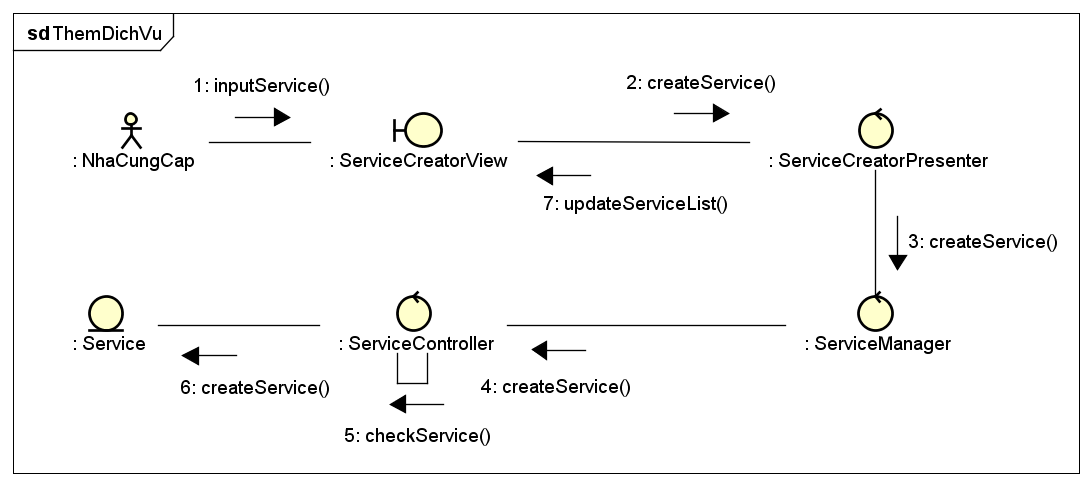 sd ThemDichVu
1: inputService()
2: createService()
: NhaCungCap
: ServiceCreatorView
: ServiceCreatorPresenter
7: updateServiceList()
3: createService()
: Service
: ServiceController
: ServiceManager
6: createService()
4: createService()
5: checkService()